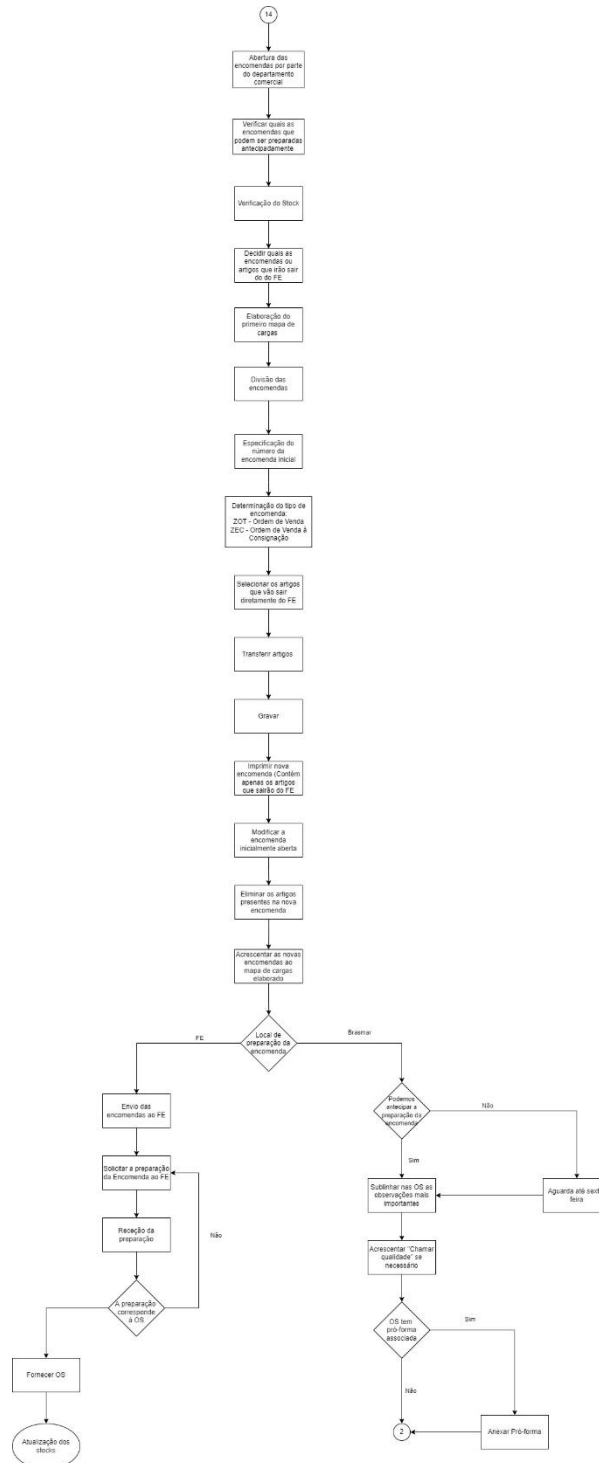 14
Abertura das
encomendas por parte
do departamento
comercial
Verificar quais as
encomendas que
podem ser preparadas
antecipadamente
Verificação do Stock
Decidir quais as
encomendas ou
artigos que irão sair
do do FE
Elaboração do
primeiro mapa de
cargas
Divisão das
encomendas
Especificação do
número da
encomenda inicial
Determinação do tipo de
encomenda:
ZOT - Ordem de Venda
ZEC - Ordem de Venda à
Consignação
Selecionar os artigos
que vão sair
diretamente do FE
Transferir artigos
Gravar
Imprimir nova
encomenda (Contém
apenas os artigos
que sairão do FE
Modificar a
encomenda
inicialmente aberta
Eliminar os artigos
presentes na nova
encomenda
Acrescentar as novas
encomendas ao
mapa de cargas
elaborado
Local de
preparação da
encomenda
FE
Brasmar
Envio das
encomendas ao FE
Solicitar a preparação
da Encomenda ao FE
Receção da
preparação
A preparação
corresponde
á OS
Não
Fornecer OS
Atualização dos
stocks
Podemos
antecipar a
preparação da
encomenda
Não
Sim
Aguarda até sext
feira
Sublinhar nas OS as
observações mais
importantes
Acrescentar "Chamar
qualidade" se
necessário
OS tem
pró-forma
associada
Sim
Não
2
Anexar Pró-forma